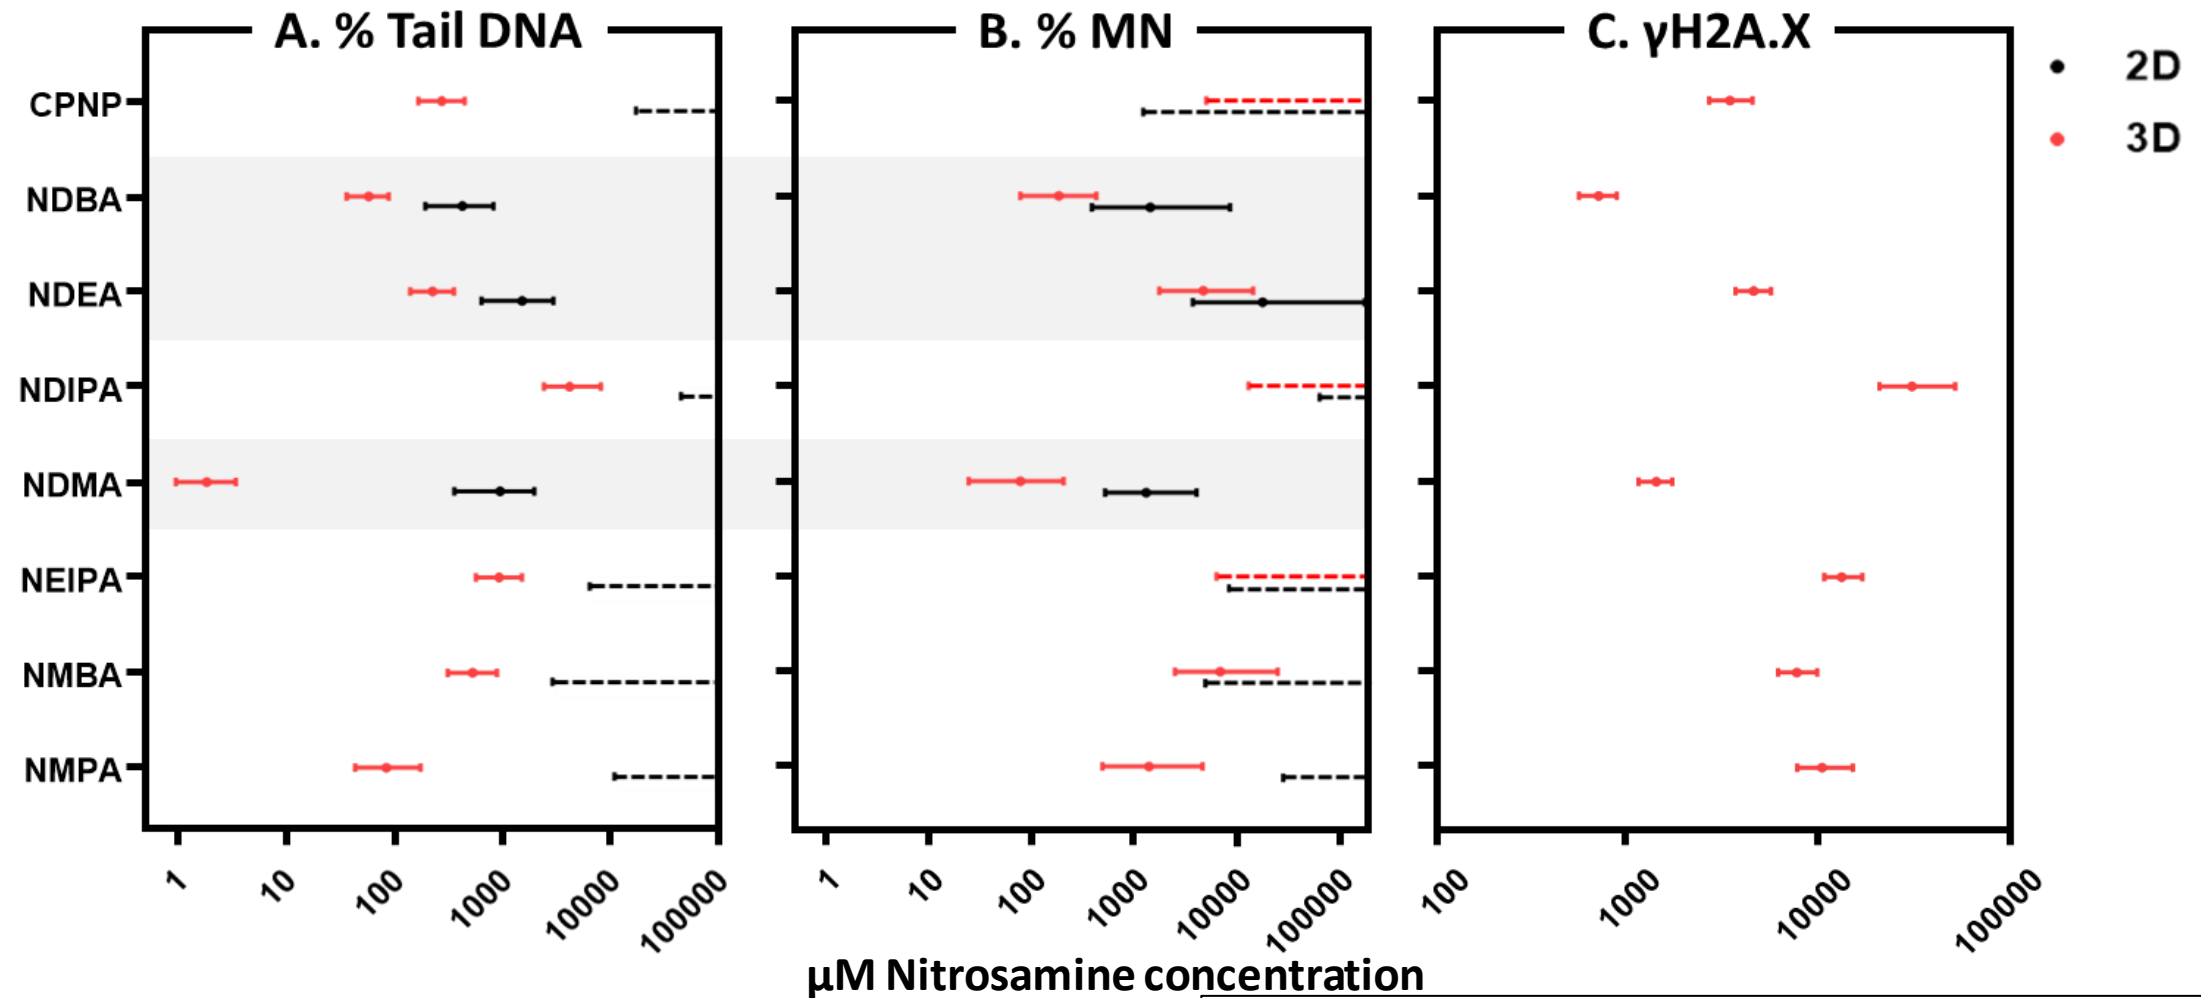 A. % Tail DNA
B. % MN
C. γH2A.X
2D
3D
CPNP
NDBA
NDEA
NDIPA
NDMA
NEIPA
NMBA
NMPA
1 10 100 1000 10000 100000
1 10 100 1000 10000 100000
100 1000 10000 100000
μM Nitrosamine concentration